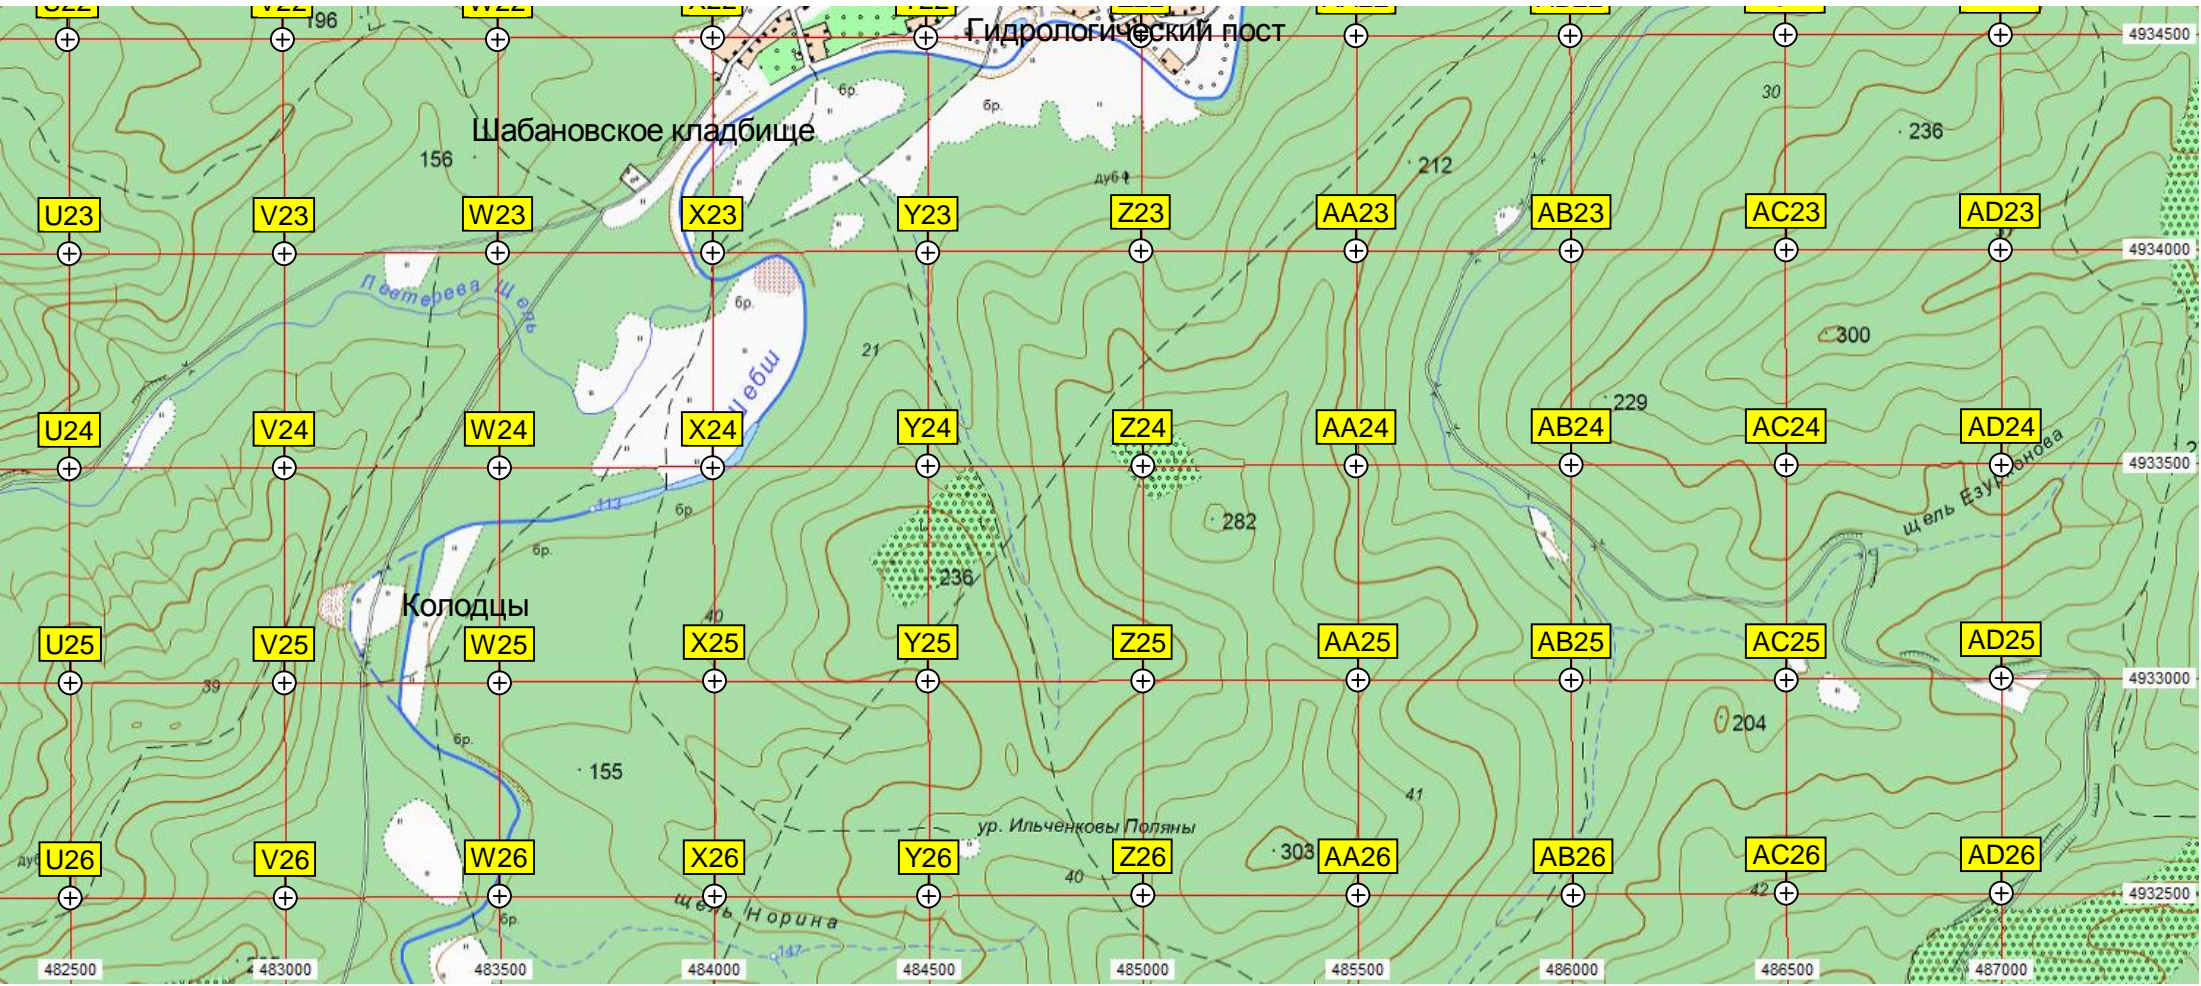 196
Гидрологический пост
4934500
30
бр.
бр.
Шабановское кладбище
236
156
212
дуб
U23 V23 W23 X23 Y23 Z23 AA23 AB23 AC23 AD23
4934000
Пестерева Щель
бр.
300
21
Шебш
229
U24 V24 W24 X24 Y24 Z24 AA24 AB24 AC24 AD24
4933500
113
бр.
282
щель Езурконова
бр.
236
Колодцы
40
U25 V25 W25 X25 Y25 Z25 AA25 AB25 AC25 AD25
4933000
39
204
бр.
155
41
ур. Ильченковы Поляны
303
U26 V26 W26 X26 Y26 Z26 AA26 AB26 AC26 AD26
40
42
4932500
щель Норина
бр.
147
482500 483000 483500 484000 484500 485000 485500 486000 486500 487000